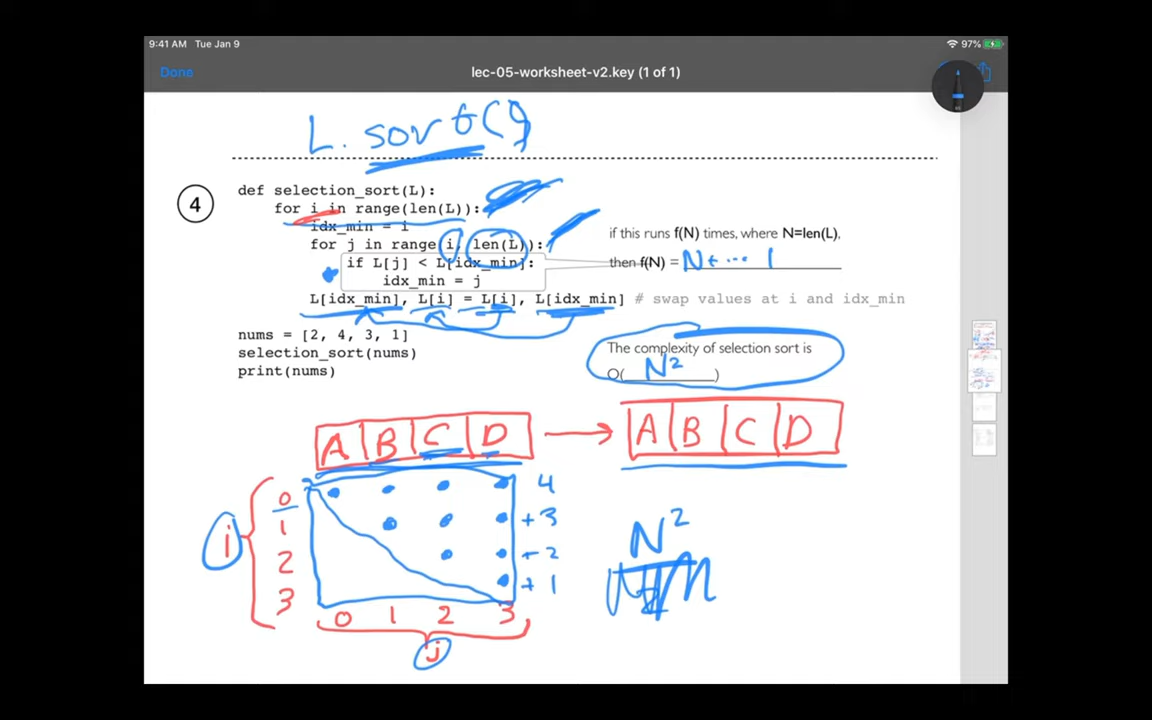 9:41 AM Tue Jan 9
97%
Done
lec-05-worksheet-v2.key (1 of 1)
L. sort()
4
def selection_sort(L):
for i in range(len(L)):
idx_min = i
for j in range(i, len(L)):
if L[j] < L[idx_min]:
idx_min = j
L[idx_min], L[i] = L[i], L[idx_min] # swap values at i and idx_min
nums = [2, 4, 3, 1]
selection_sort(nums)
print(nums)
if this runs f(N) times, where N=len(L),
then f(N) = N+ ... 1
The complexity of selection sort is
O( N² )
A B C D
A B C D
i
0
1
2
3
4
+ 3
+ 2
+ 1
0 1 2 3
j
N²